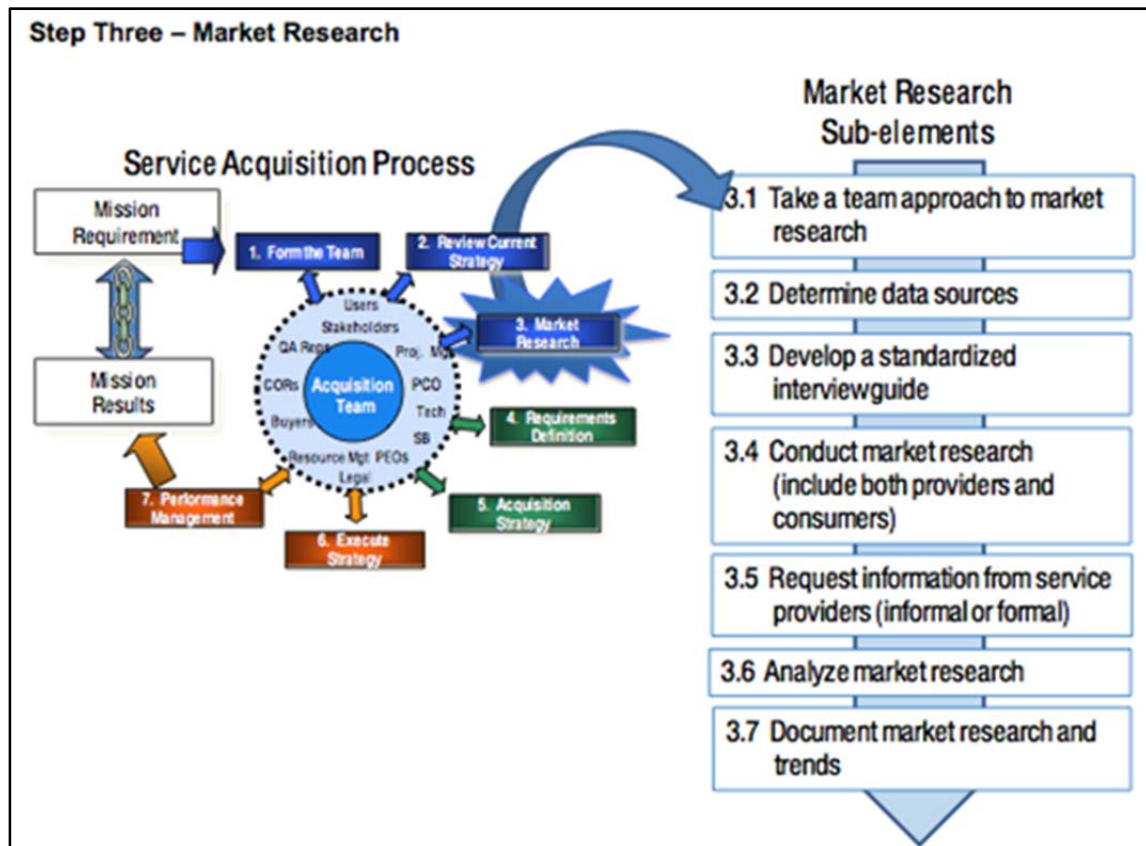 Step Three – Market Research
Market Research
Sub-elements
Service Acquisition Process
Mission
Requirement
Mission
Results
1. Form the Team
2. Review Current
Strategy
3. Market
Research
4. Requirements
Definition
5. Acquisition
Strategy
6. Execute
Strategy
7. Performance
Management
Users
Stakeholders
QA Reps
Proj. Mgt
CORs
Acquisition
Team
PCO
Buyers
Tech
SB
Resource Mgt PEOs
Legal
3.1 Take a team approach to market
research
3.2 Determine data sources
3.3 Develop a standardized
interview guide
3.4 Conduct market research
(include both providers and
consumers)
3.5 Request information from service
providers (informal or formal)
3.6 Analyze market research
3.7 Document market research and
trends